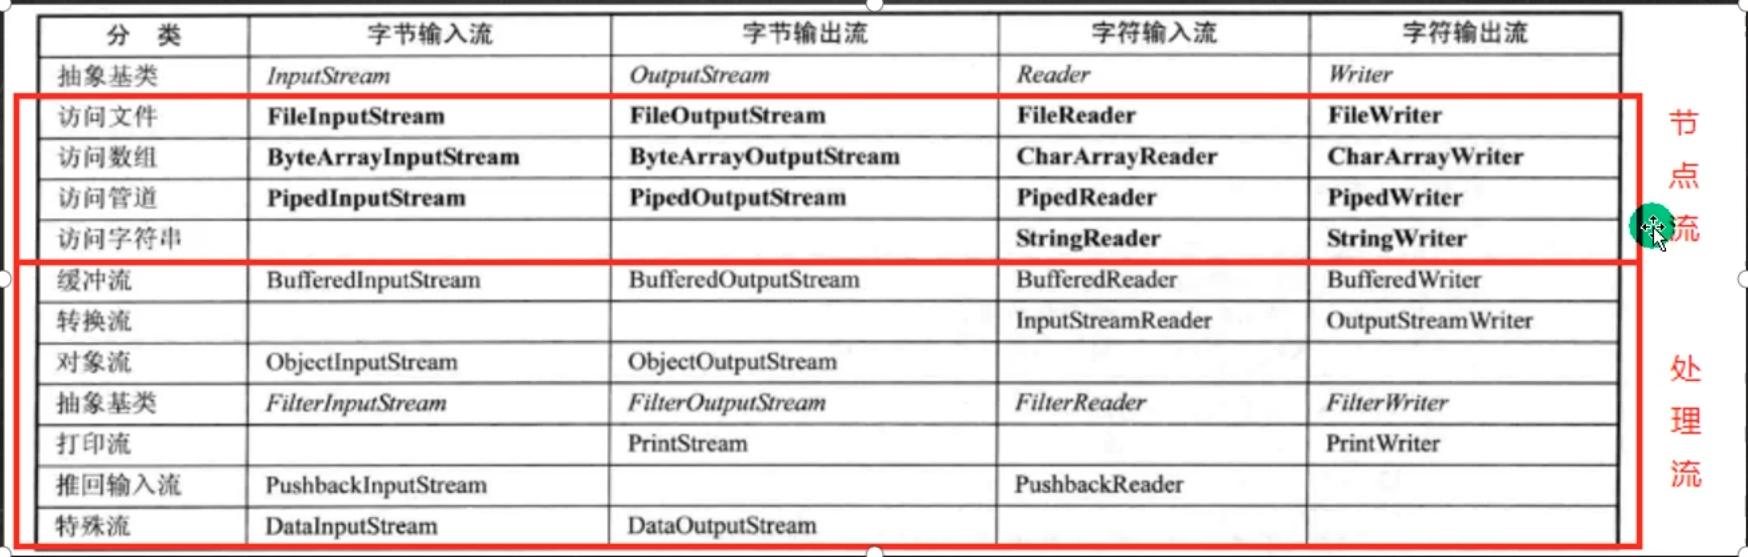 分 类 字节输入流 字节输出流 字符输入流 字符输出流
抽象基类 InputStream OutputStream Reader Writer
访问文件 FileInputStream FileOutputStream FileReader FileWriter
访问数组 ByteArrayInputStream ByteArrayOutputStream CharArrayReader CharArrayWriter
访问管道 PipedInputStream PipedOutputStream PipedReader PipedWriter
访问字符串 StringReader StringWriter
缓冲流 BufferedInputStream BufferedOutputStream BufferedReader BufferedWriter
转换流 InputStreamReader OutputStreamWriter
对象流 ObjectInputStream ObjectOutputStream
抽象基类 FilterInputStream FilterOutputStream FilterReader FilterWriter
打印流 PrintStream PrintWriter
推回输入流 PushbackInputStream PushbackReader
特殊流 DataInputStream DataOutputStream
节
点
流
处
理
流